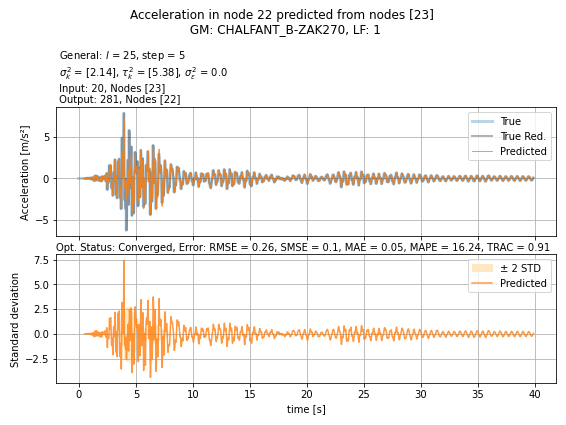 Acceleration in node 22 predicted from nodes [23]
GM: CHALFANT_B-ZAK270, LF: 1
General: l = 25, step = 5
σ²ₖ = [2.14], τ²ₖ = [5.38], σ²ε = 0.0
Input: 20, Nodes [23]
Output: 281, Nodes [22]
True
True Red.
Predicted
Acceleration [m/s²]
5
0
−5
Opt. Status: Converged, Error: RMSE = 0.26, SMSE = 0.1, MAE = 0.05, MAPE = 16.24, TRAC = 0.91
± 2 STD
Predicted
Standard deviation
7.5
5.0
2.5
0.0
−2.5
0 5 10 15 20 25 30 35 40
time [s]